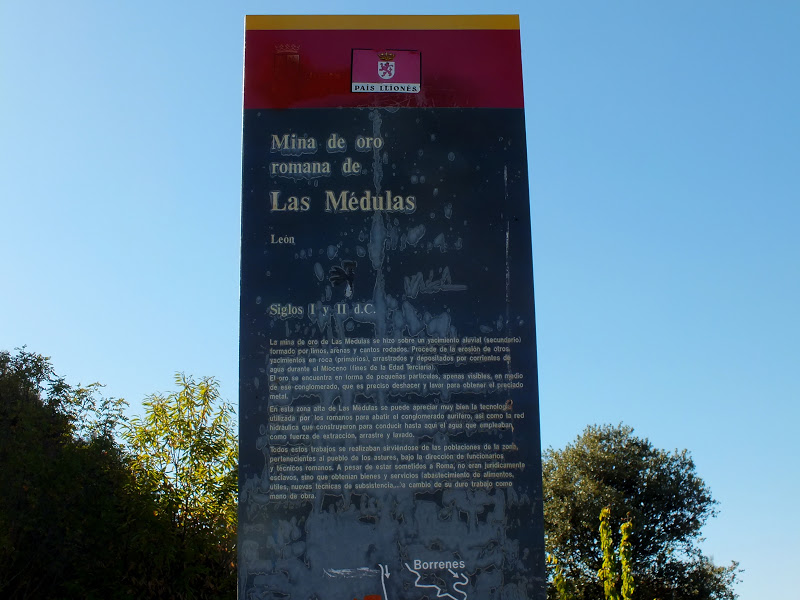 PAÍS LLIONÉS
Mina de oro
romana de
Las Médulas
León
Siglos I y II d.C.
La mina de oro de Las Médulas se hizo sobre un yacimiento aluvial (secundario)
formado por limos, arenas y cantos rodados. Procede de la erosión de otros
yacimientos en roca (primarios), arrastrados y depositados por corrientes de
agua durante el Mioceno (fines de la Edad Terciaria).
El oro se encuentra en forma de pequeñas partículas, apenas visibles, en medio
de ese conglomerado, que es preciso deshacer y lavar para obtener el preciado
metal.
En esta zona alta de Las Médulas se puede apreciar muy bien la tecnología
utilizada por los romanos para abatir el conglomerado aurífero, así como la red
hidráulica que construyeron para conducir hasta aquí el agua que empleaban
como fuerza de extracción, arrastre y lavado.
Todos estos trabajos se realizaban sirviéndose de las poblaciones de la zona,
pertenecientes al pueblo de los astures, bajo la dirección de funcionarios
y técnicos romanos. A pesar de estar sometidas a Roma, no eran jurídicamente
esclavos, sino que obtenían bienes y servicios (abastecimiento de alimentos,
útiles, nuevas técnicas de subsistencia... a cambio de su duro trabajo como
mano de obra.
Borrenes